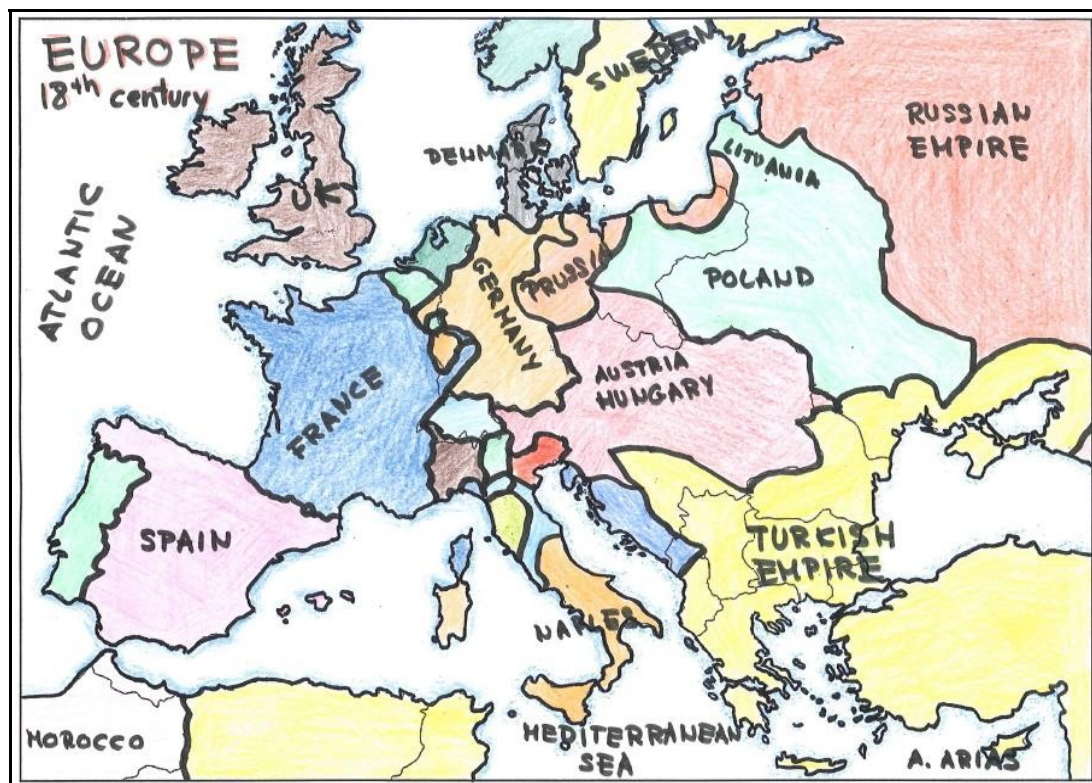 EUROPE
18th century
SWEDEN
RUSSIAN
EMPIRE
DENMARK
LITUANIA
UK
ATLANTIC
OCEAN
GERMANY
PRUSSIA
POLAND
FRANCE
AUSTRIA
HUNGARY
SPAIN
TURKISH
EMPIRE
NAPLES
MOROCCO
MEDITERRANEAN
SEA
A. ARIAS